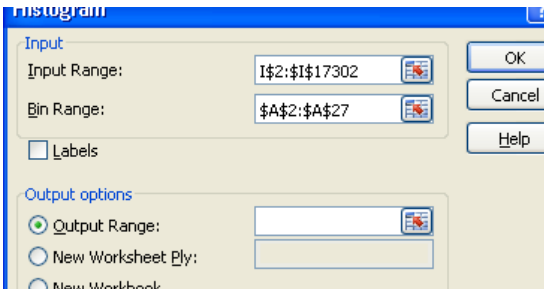 Histogram
Input
Input Range: I$2:$I$17302
OK
Bin Range: $A$2:$A$27
Cancel
Labels
Help
Output options
Output Range:
New Worksheet Ply:
New Workbook